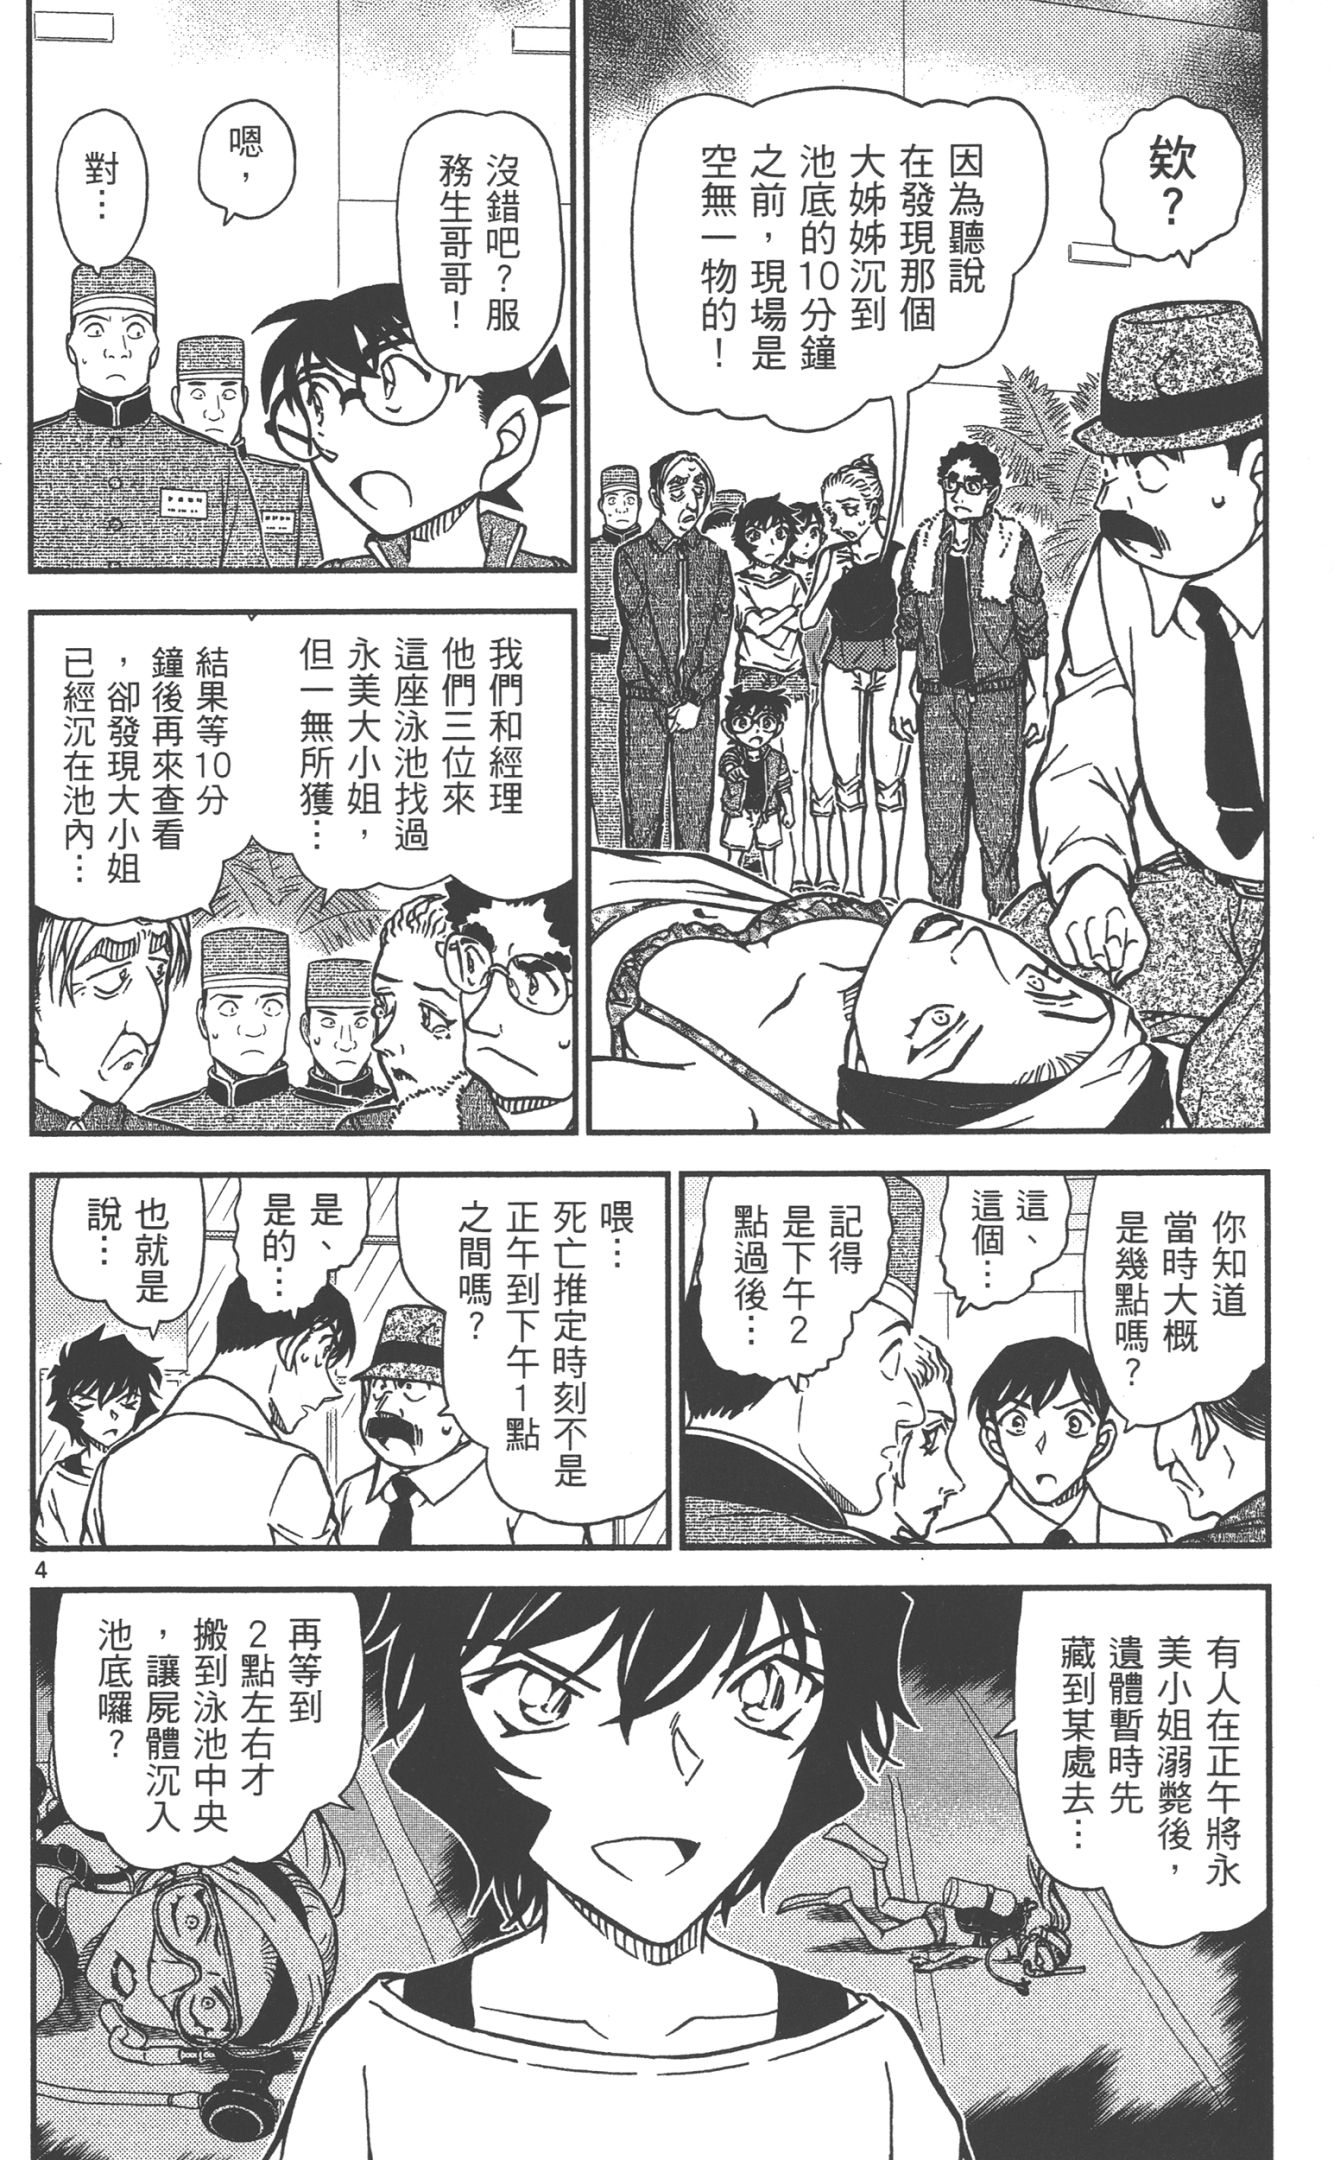 欸？
因為聽說
在發現那個
大姊姊沉到
池底的10分鐘
之前，現場是
空無一物的！
沒錯吧？服
務生哥哥！
嗯，
對…
我們和經理
他們三位來
這座泳池找過
永美大小姐，
但一無所獲…
結果等10分
鐘後再來查看
，卻發現大小姐
已經沉在池內…
你知道
當時大概
是幾點嗎？
這、
這個…
記得
是下午2
點過後…
喂…
死亡推定時刻不是
正午到下午1點
之間嗎？
是、
是的…
也就是
說…
有人在正午將永
美小姐溺斃後，
遺體暫時先
藏到某處去…
再等到
2點左右才
搬到泳池中央
，讓屍體沉入
池底囉？
4